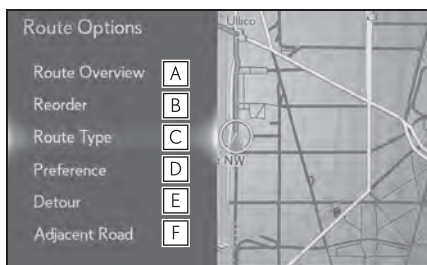 Route Options
Ullico
Route Overview A
Reorder B
Route Type C
Preference D
NW
Detour E
Adjacent Road F